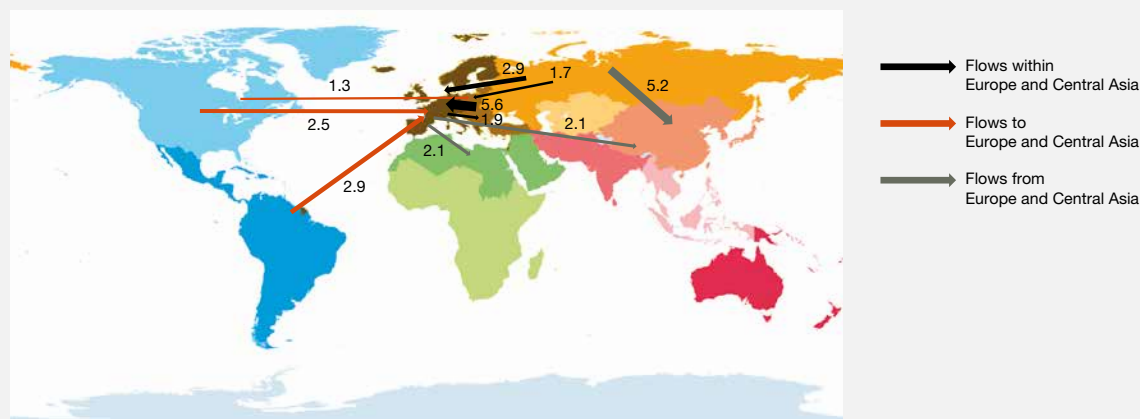 2.9
1.7
1.3
5.2
5.6
2.5
1.9
2.1
2.1
2.9
Flows within
Europe and Central Asia
Flows to
Europe and Central Asia
Flows from
Europe and Central Asia